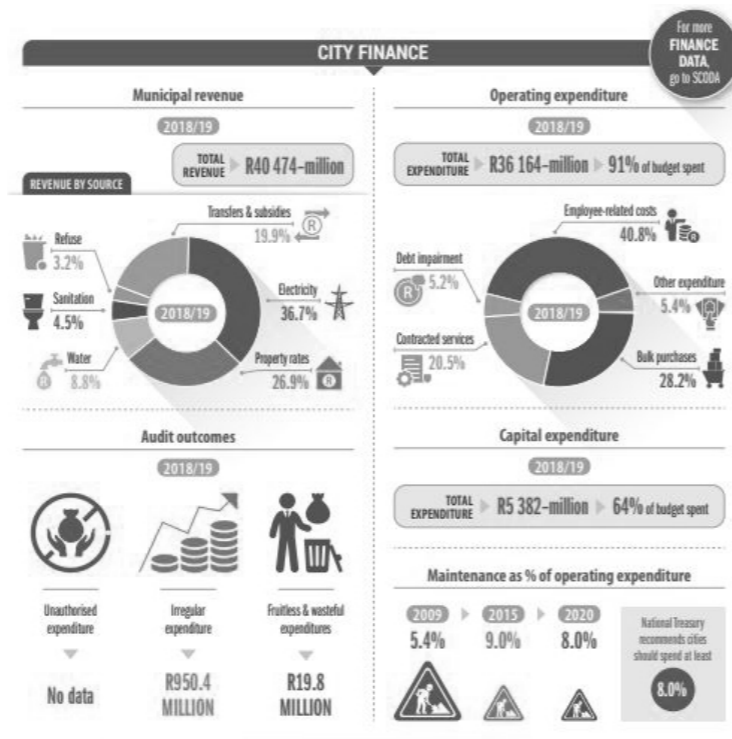 For more
FINANCE
DATA,
go to SCODA
CITY FINANCE
Municipal revenue
2018/19
TOTAL
REVENUE
R40 474-million
REVENUE BY SOURCE
Transfers & subsidies
19.9%
Refuse
3.2%
Electricity
36.7%
Sanitation
4.5%
2018/19
Water
8.8%
Property rates
26.9%
R
R
R
Audit outcomes
2018/19
Unauthorised
expenditure
No data
Irregular
expenditure
R950.4
MILLION
Fruitless & wasteful
expenditures
R19.8
MILLION
Operating expenditure
2018/19
TOTAL
EXPENDITURE
R36 164-million
91% of budget spent
Employee-related costs
40.8%
Debt impairment
5.2%
Other expenditure
5.4%
2018/19
Contracted services
20.5%
Bulk purchases
28.2%
R
R
Capital expenditure
2018/19
TOTAL
EXPENDITURE
R5 382-million
64% of budget spent
Maintenance as % of operating expenditure
2009
5.4%
2015
9.0%
2020
8.0%
National Treasury
recommends cities
should spend at least
8.0%